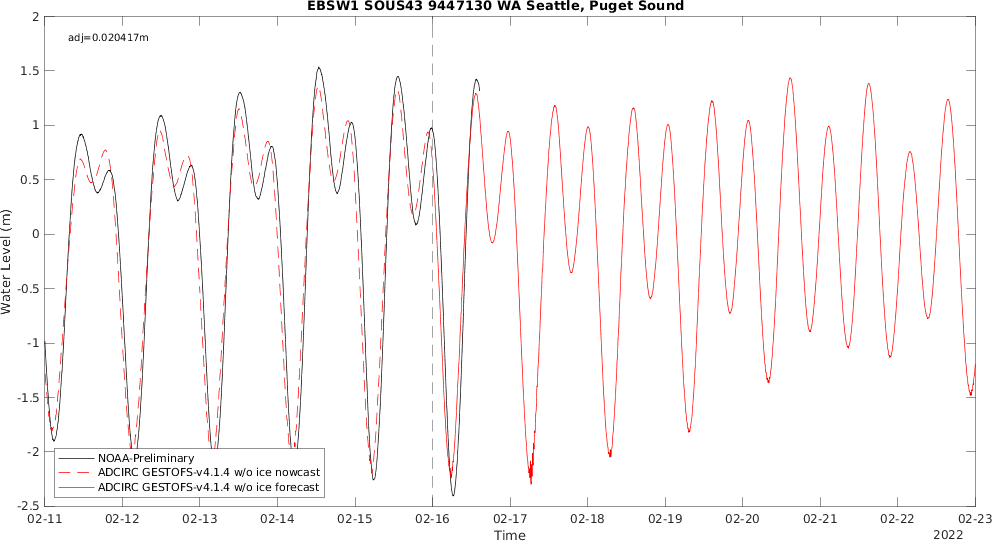 EBSW1 SOUS43 9447130 WA Seattle, Puget Sound
adj=0.020417m
2
1.5
1
0.5
0
-0.5
-1
-1.5
-2
-2.5
Water Level (m)
NOAA-Preliminary
ADCIRC GESTOFS-v4.1.4 w/o ice nowcast
ADCIRC GESTOFS-v4.1.4 w/o ice forecast
02-11 02-12 02-13 02-14 02-15 02-16 02-17 02-18 02-19 02-20 02-21 02-22 02-23
Time
2022